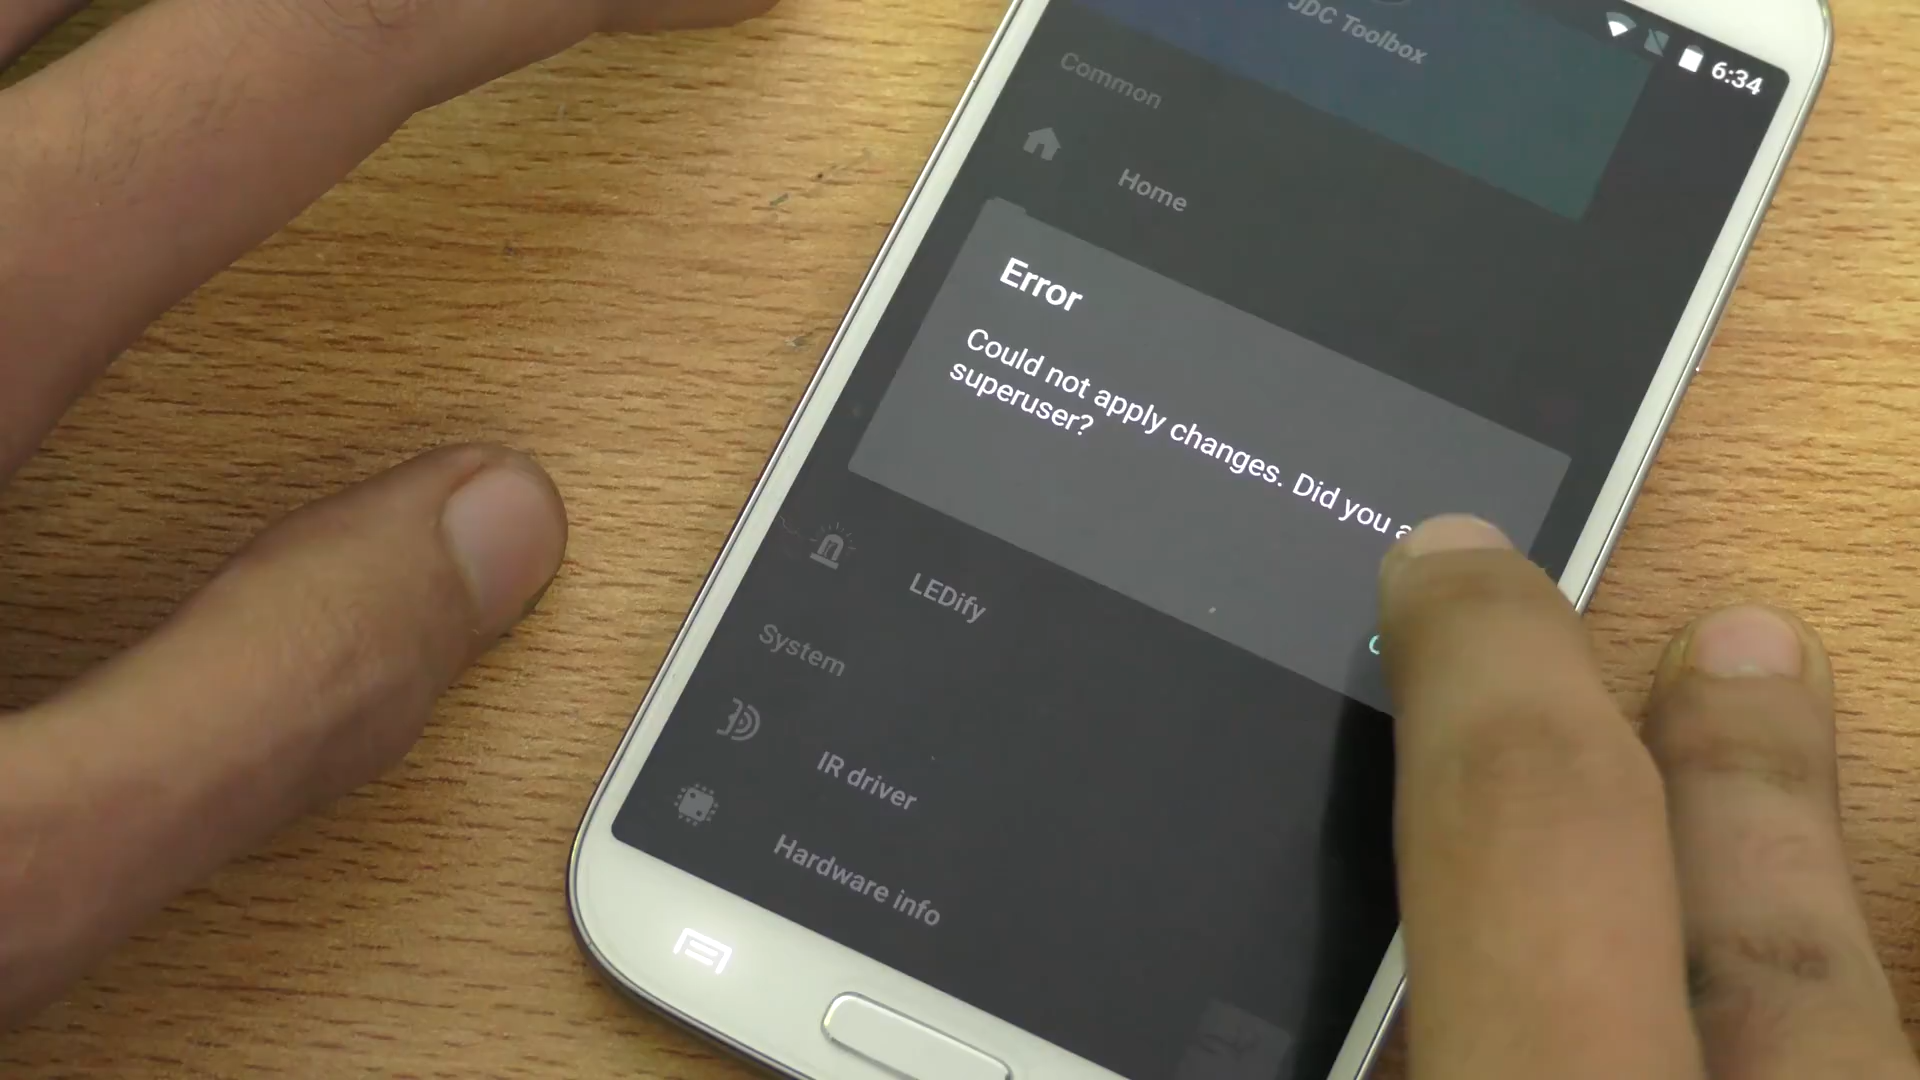 JDC Toolbox
6:34
Common
Home
Error
Could not apply changes. Did you
superuser?
LEDify
System
IR driver
Hardware info